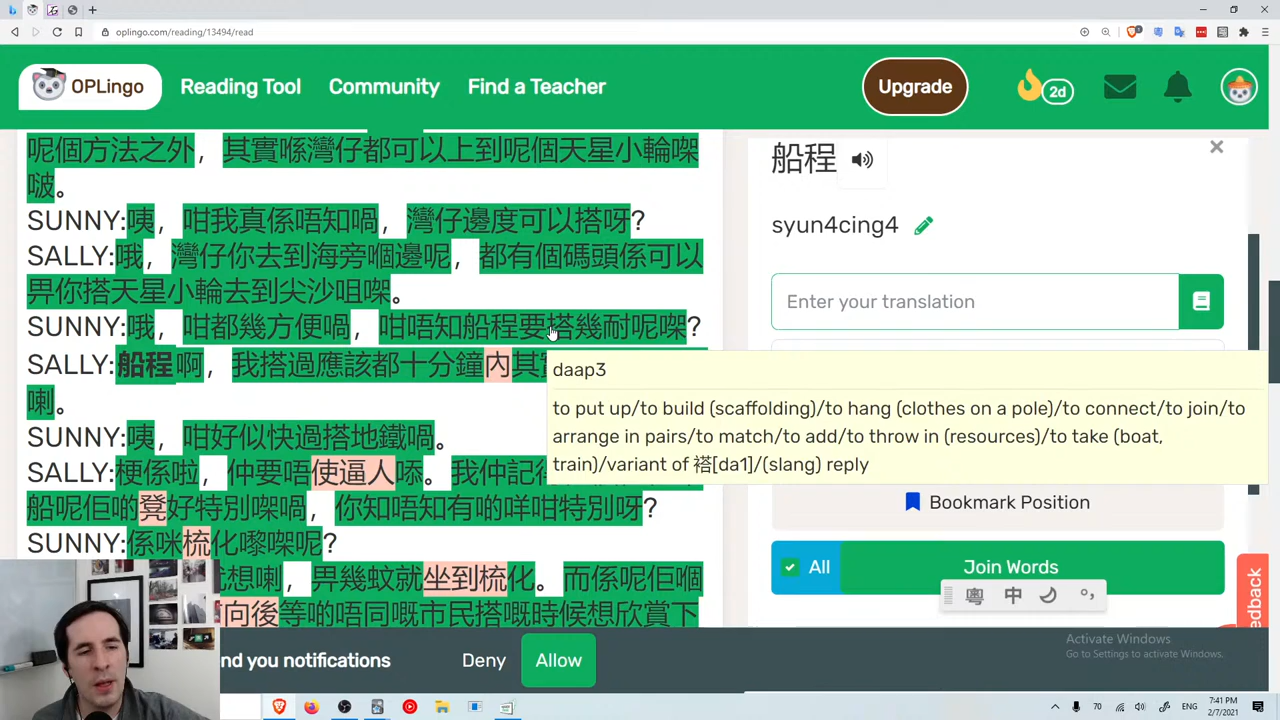 oplingo.com/reading/13494/read
OPLingo
Reading Tool
Community
Find a Teacher
Upgrade
2d
呢個方法之外，其實喺灣仔都可以上到呢個天星小輪㗎
啵。
SUNNY:咦，咁我真係唔知喎，灣仔邊度可以搭呀?
SALLY:哦，灣仔你去到海旁嗰邊呢，都有個碼頭係可以
畀你搭天星小輪去到尖沙咀㗎。
SUNNY:哦，咁都幾方便喎，咁唔知船程要搭幾耐呢㗎?
SALLY:船程啊，我搭過應該都十分鐘內其
喇。
SUNNY:咦，咁好似快過搭地鐵喎。
SALLY:梗係啦，仲要唔使逼人㖭。我仲記得
船呢佢啲凳好特別㗎喎，你知唔知有啲咩咁特別呀?
SUNNY:係咪梳化嚟㗎呢?
想喇，畀幾蚊就坐到梳化。而係呢佢嗰
向後等啲唔同嘅市民搭嘅時候想欣賞下
船程
syun4cing4
Enter your translation
daap3
to put up/to build (scaffolding)/to hang (clothes on a pole)/to connect/to join/to
arrange in pairs/to match/to add/to throw in (resources)/to take (boat,
train)/variant of 褡[da1]/(slang) reply
Bookmark Position
All
Join Words
粵 中
edback
nd you notifications
Deny
Allow
Activate Windows
Go to Settings to activate Windows.
70
ENG
7:41 PM
2/7/2021